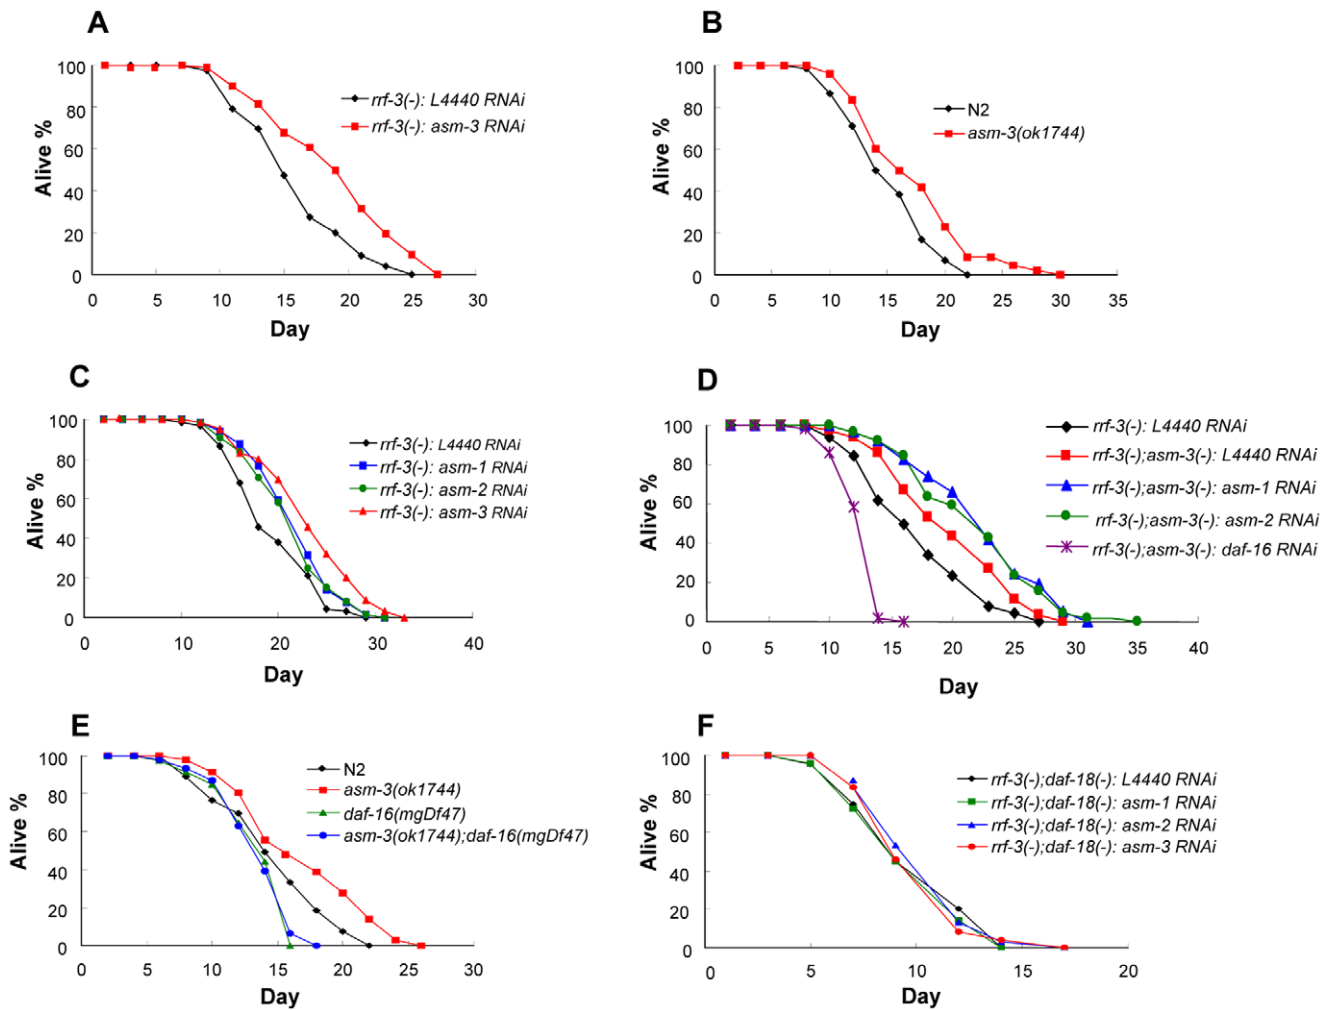 A
100
80
60
40
20
0
Alive %
0 5 10 15 20 25 30
Day
rrf-3(-): L4440 RNAi
rrf-3(-): asm-3 RNAi
B
100
80
60
40
20
0
Alive %
0 5 10 15 20 25 30 35
Day
N2
asm-3(ok1744)
C
100
80
60
40
20
0
Alive %
0 10 20 30 40
Day
rrf-3(-): L4440 RNAi
rrf-3(-): asm-1 RNAi
rrf-3(-): asm-2 RNAi
rrf-3(-): asm-3 RNAi
D
100
80
60
40
20
0
Alive %
0 5 10 15 20 25 30 35 40
Day
rrf-3(-): L4440 RNAi
rrf-3(-);asm-3(-): L4440 RNAi
rrf-3(-);asm-3(-): asm-1 RNAi
rrf-3(-);asm-3(-): asm-2 RNAi
rrf-3(-);asm-3(-): daf-16 RNAi
E
100
80
60
40
20
0
Alive %
0 5 10 15 20 25 30
Day
N2
asm-3(ok1744)
daf-16(mgDf47)
asm-3(ok1744);daf-16(mgDf47)
F
100
80
60
40
20
0
Alive %
0 5 10 15 20
Day
rrf-3(-);daf-18(-): L4440 RNAi
rrf-3(-);daf-18(-): asm-1 RNAi
rrf-3(-);daf-18(-): asm-2 RNAi
rrf-3(-);daf-18(-): asm-3 RNAi